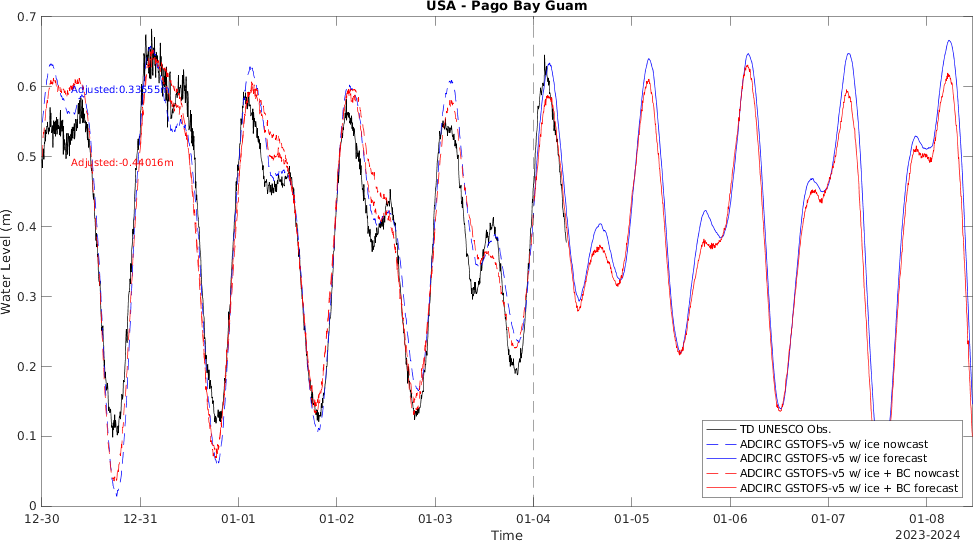 USA - Pago Bay Guam
0.7
0.6
0.5
0.4
0.3
0.2
0.1
0
Water Level (m)
Adjusted:0.33555m
Adjusted:-0.44016m
TD UNESCO Obs.
ADCIRC GSTOFS-v5 w/ ice nowcast
ADCIRC GSTOFS-v5 w/ ice forecast
ADCIRC GSTOFS-v5 w/ ice + BC nowcast
ADCIRC GSTOFS-v5 w/ ice + BC forecast
12-30 12-31 01-01 01-02 01-03 01-04 01-05 01-06 01-07 01-08
Time
2023-2024